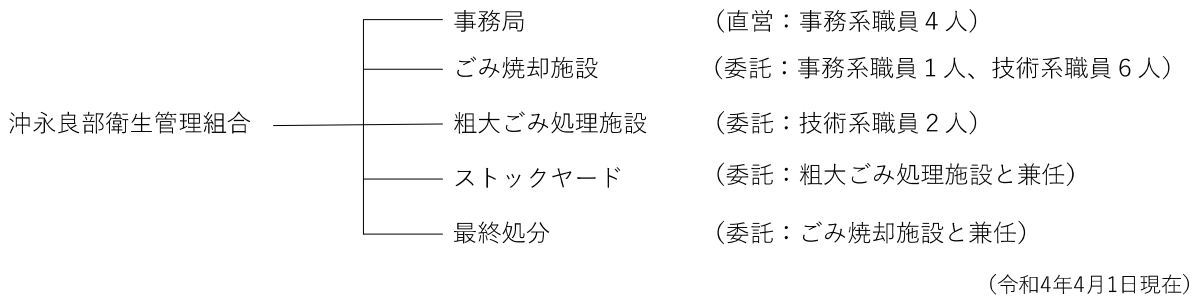 事務局 （直営：事務系職員４人）
ごみ焼却施設 （委託：事務系職員１人、技術系職員６人）
沖永良部衛生管理組合 粗大ごみ処理施設 （委託：技術系職員２人）
ストックヤード （委託：粗大ごみ処理施設と兼任）
最終処分 （委託：ごみ焼却施設と兼任）
（令和4年4月1日現在）